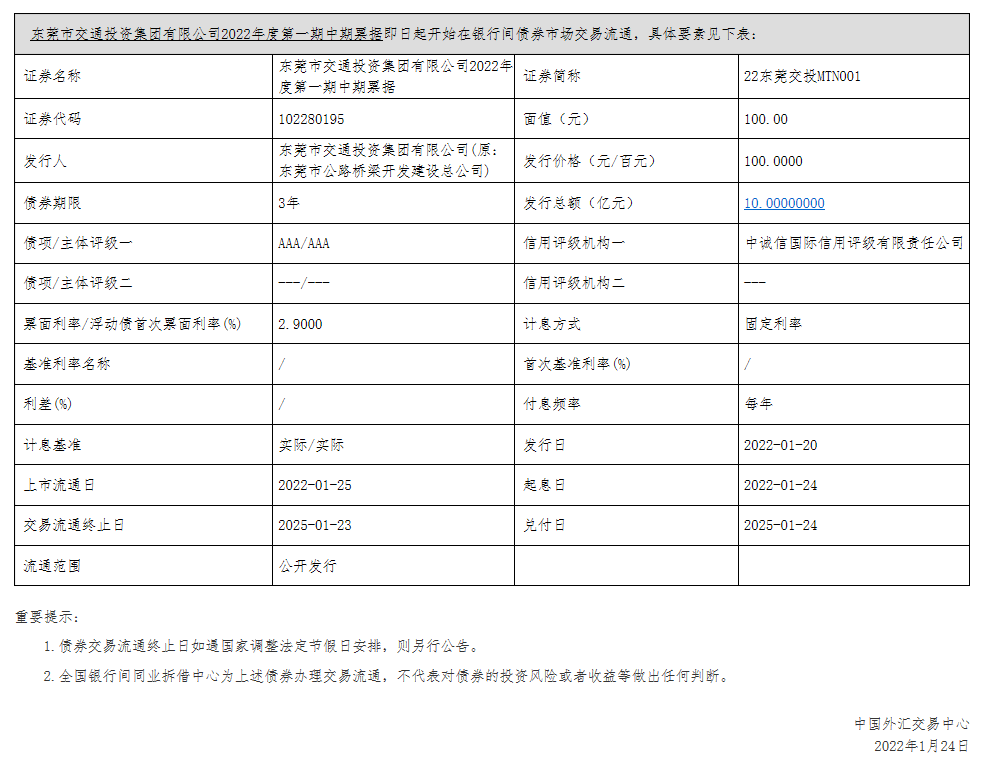 东莞市交通投资集团有限公司2022年度第一期中期票据即日起开始在银行间债券市场交易流通，具体要素见下表：
证券名称 东莞市交通投资集团有限公司2022年度第一期中期票据 证券简称 22东莞交投MTN001
证券代码 102280195 面值（元） 100.00
发行人 东莞市交通投资集团有限公司(原：东莞市公路桥梁开发建设总公司) 发行价格（元/百元） 100.0000
债券期限 3年 发行总额（亿元） 10.00000000
债项/主体评级一 AAA/AAA 信用评级机构一 中诚信国际信用评级有限责任公司
债项/主体评级二 ---/--- 信用评级机构二 ---
票面利率/浮动债首次票面利率(%) 2.9000 计息方式 固定利率
基准利率名称 / 首次基准利率(%) /
利差(%) / 付息频率 每年
计息基准 实际/实际 发行日 2022-01-20
上市流通日 2022-01-25 起息日 2022-01-24
交易流通终止日 2025-01-23 兑付日 2025-01-24
流通范围 公开发行
重要提示：
1.债券交易流通终止日如遇国家调整法定节假日安排，则另行公告。
2.全国银行间同业拆借中心为上述债券办理交易流通，不代表对债券的投资风险或者收益等做出任何判断。
中国外汇交易中心
2022年1月24日